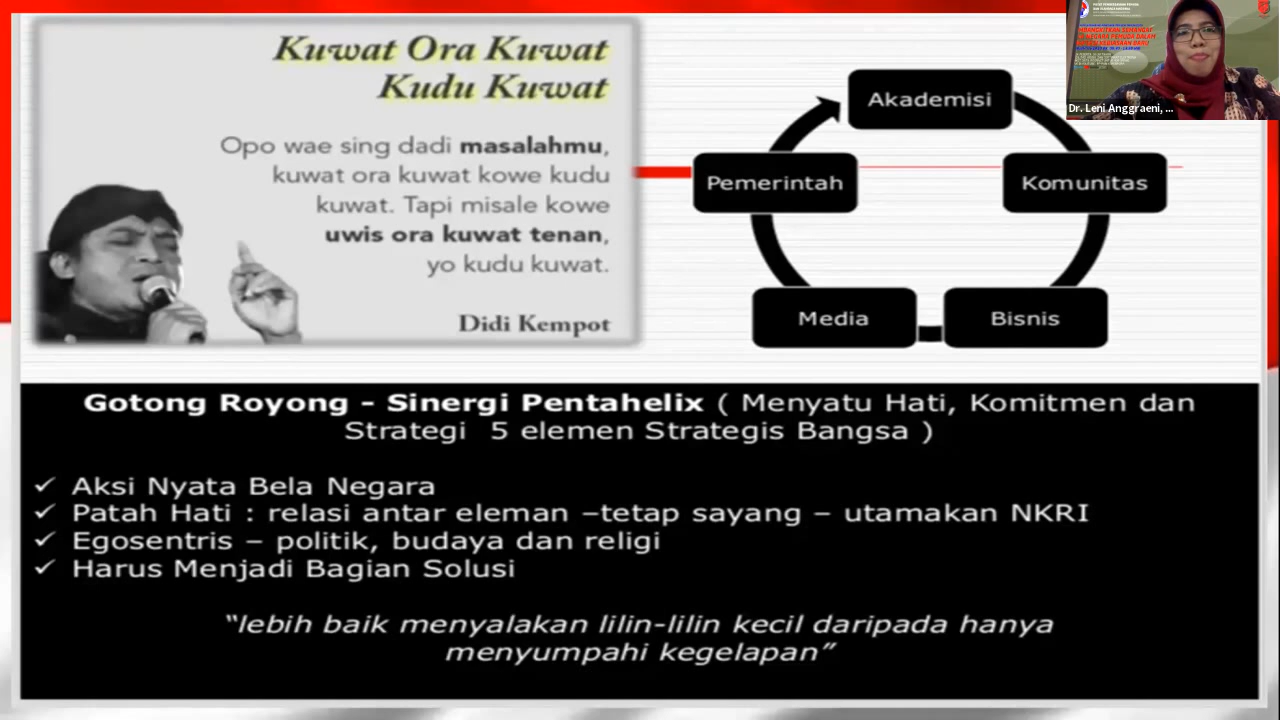 Kuwat Ora Kuwat
Kudu Kuwat
Opo wae sing dadi masalahmu,
kuwat ora kuwat kowe kudu
kuwat. Tapi misale kowe
uwis ora kuwat tenan,
yo kudu kuwat.
Didi Kempot
Akademisi
Komunitas
Bisnis
Media
Pemerintah
Dr. Leni Anggraeni, ...
Gotong Royong - Sinergi Pentahelix ( Menyatu Hati, Komitmen dan
Strategi 5 elemen Strategis Bangsa )
✓ Aksi Nyata Bela Negara
✓ Patah Hati : relasi antar eleman –tetap sayang – utamakan NKRI
✓ Egosentris – politik, budaya dan religi
✓ Harus Menjadi Bagian Solusi
“lebih baik menyalakan lilin-lilin kecil daripada hanya
menyumpahi kegelapan”